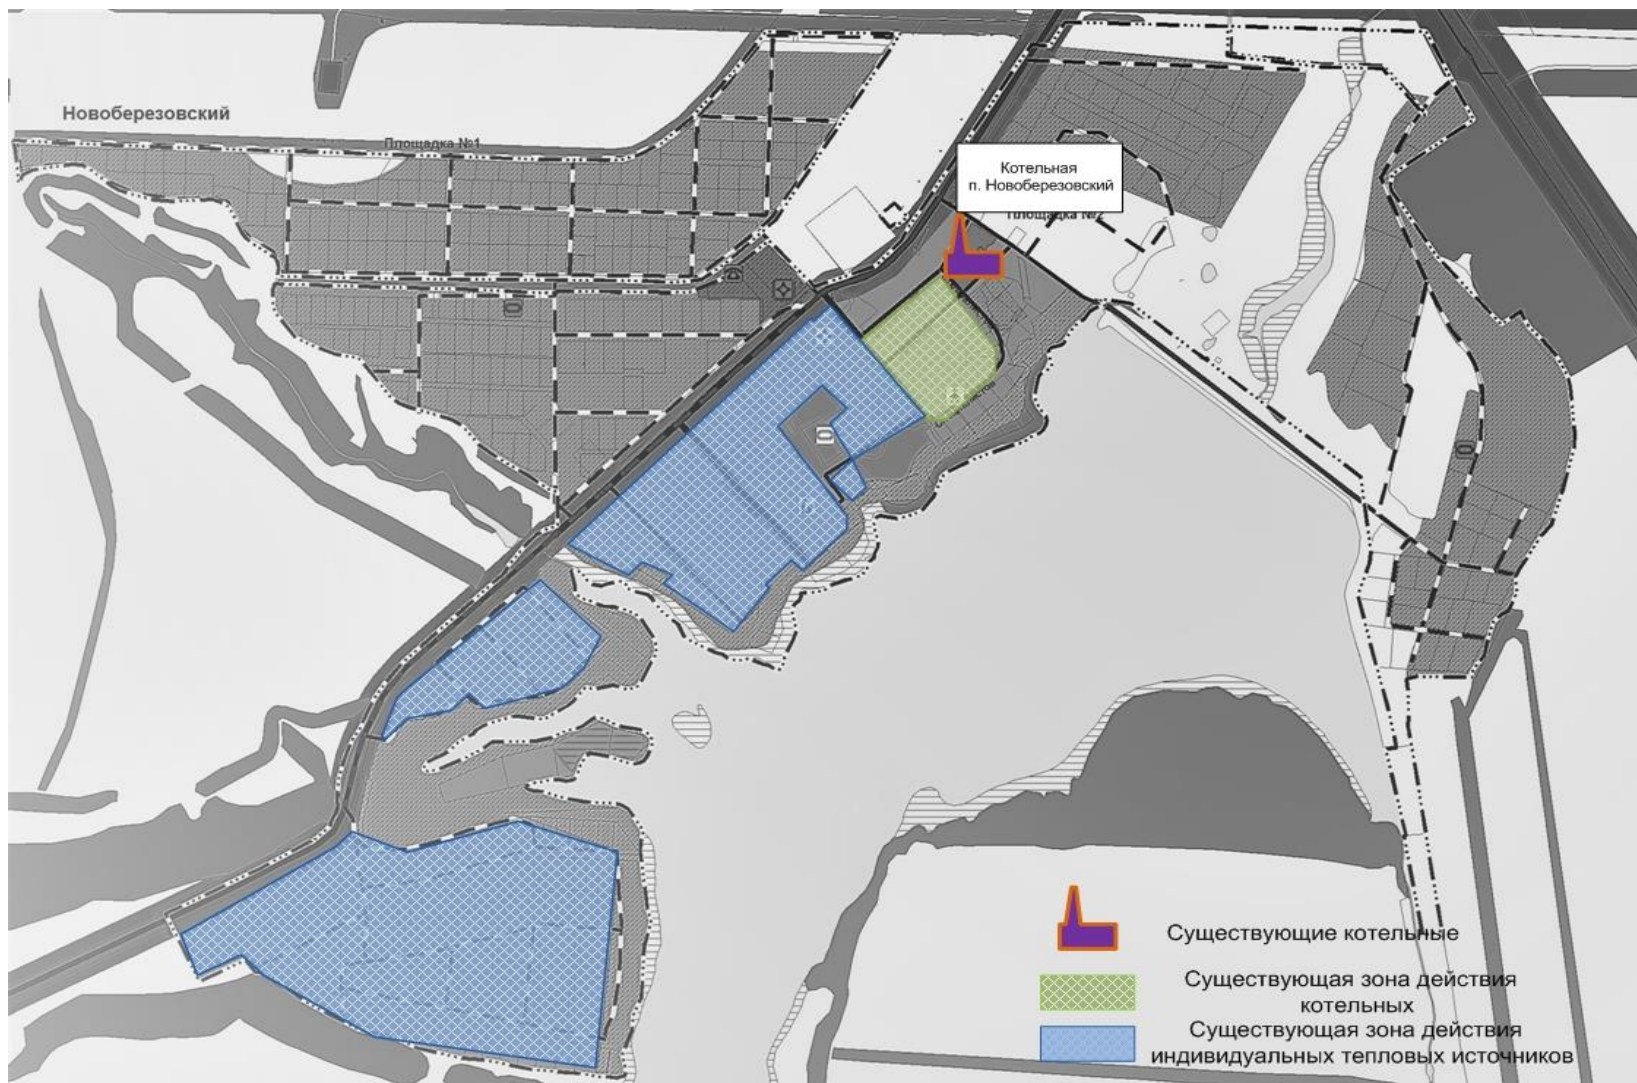 Новоберезовский
Площадка №1
Котельная
п. Новоберезовский
Площадка №2
Существующие котельные
Существующая зона действия
котельных
Существующая зона действия
индивидуальных тепловых источников